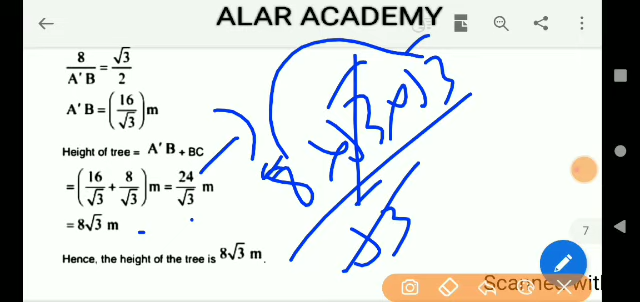 ALAR ACADEMY
8/A'B = √3/2
A'B = (16/√3) m
Height of tree = A'B + BC
= (16/√3 + 8/√3) m = 24/√3 m
= 8√3 m
Hence, the height of the tree is 8√3 m.
7
Scanned with